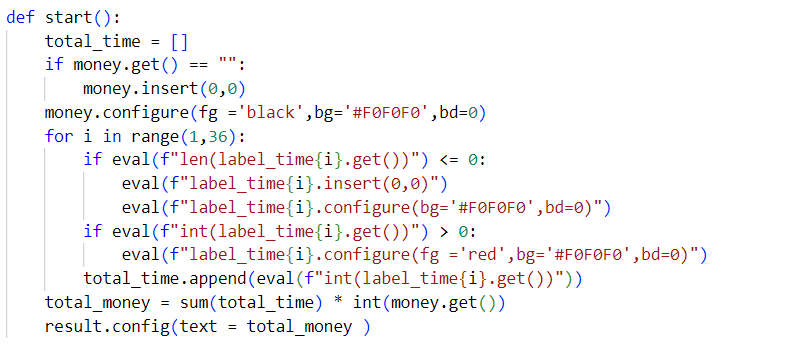 def start():
    total_time = []
    if money.get() == "":
        money.insert(0,0)
    money.configure(fg ='black',bg='#F0F0F0',bd=0)
    for i in range(1,36):
        if eval(f"len(label_time{i}.get())") <= 0:
            eval(f"label_time{i}.insert(0,0)")
            eval(f"label_time{i}.configure(bg='#F0F0F0',bd=0)")
        if eval(f"int(label_time{i}.get())") > 0:
            eval(f"label_time{i}.configure(fg ='red',bg='#F0F0F0',bd=0)")
        total_time.append(eval(f"int(label_time{i}.get())"))
    total_money = sum(total_time) * int(money.get())
    result.config(text = total_money )